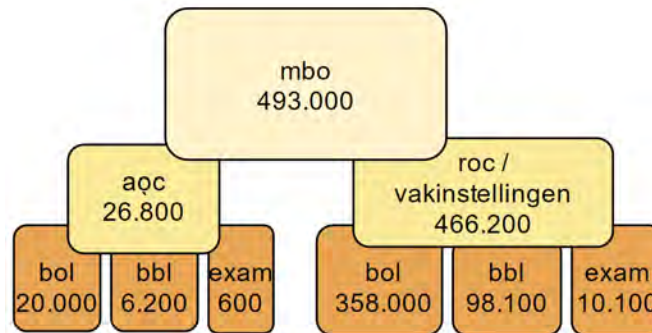 mbo
493.000
aọc
26.800
roc /
vakinstellingen
466.200
bol
20.000
bbl
6.200
exam
600
bol
358.000
bbl
98.100
exam
10.100